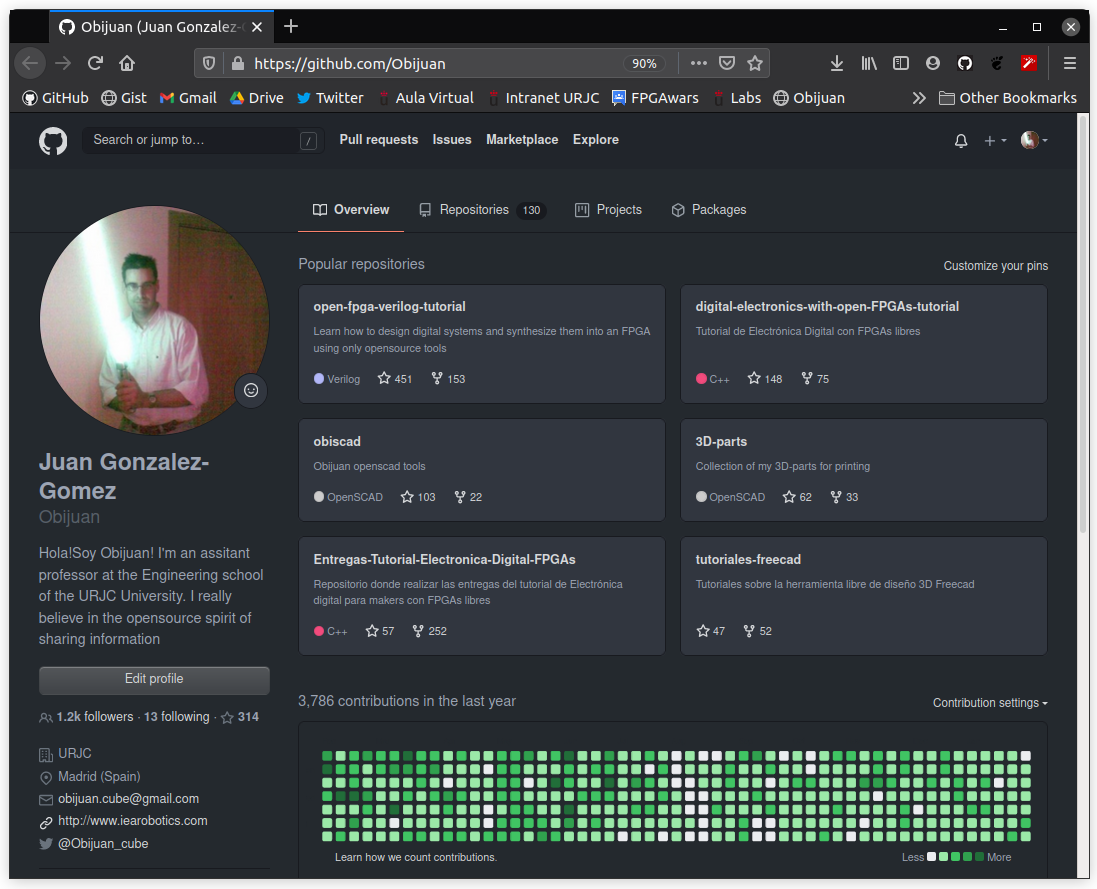 Obijuan (Juan Gonzalez-
https://github.com/Obijuan
90%
GitHub Gist Gmail Drive Twitter Aula Virtual Intranet URJC FPGAwars Labs Obijuan Other Bookmarks
Search or jump to… / Pull requests Issues Marketplace Explore
Overview Repositories 130 Projects Packages
Popular repositories Customize your pins
open-fpga-verilog-tutorial
Learn how to design digital systems and synthesize them into an FPGA
using only opensource tools
Verilog 451 153
digital-electronics-with-open-FPGAs-tutorial
Tutorial de Electrónica Digital con FPGAs libres
C++ 148 75
obiscad
Obijuan openscad tools
OpenSCAD 103 22
3D-parts
Collection of my 3D-parts for printing
OpenSCAD 62 33
Entregas-Tutorial-Electronica-Digital-FPGAs
Repositorio donde realizar las entregas del tutorial de Electrónica
digital para makers con FPGAs libres
C++ 57 252
tutoriales-freecad
Tutoriales sobre la herramienta libre de diseño 3D Freecad
47 52
Juan Gonzalez-
Gomez
Obijuan
Hola!Soy Obijuan! I'm an assitant
professor at the Engineering school
of the URJC University. I really
believe in the opensource spirit of
sharing information
Edit profile
1.2k followers · 13 following · 314
URJC
Madrid (Spain)
obijuan.cube@gmail.com
http://www.iearobotics.com
@Obijuan_cube
3,786 contributions in the last year Contribution settings
Learn how we count contributions. Less More